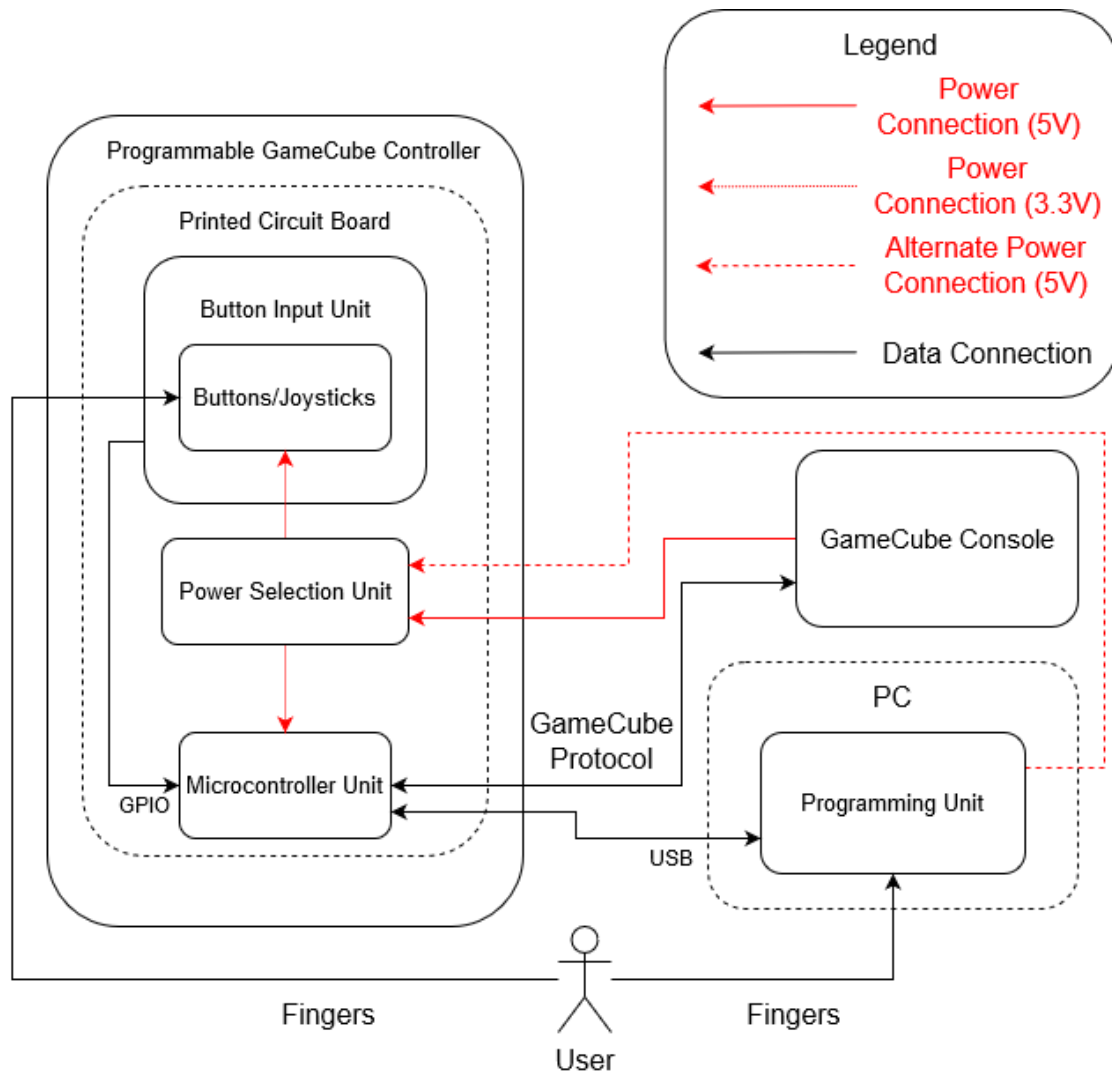 Legend
Power
Connection (5V)
Power
Connection (3.3V)
Alternate Power
Connection (5V)
Data Connection
Programmable GameCube Controller
Printed Circuit Board
Button Input Unit
Buttons/Joysticks
Power Selection Unit
GameCube Console
GameCube
Protocol
PC
Microcontroller Unit
GPIO
Programming Unit
USB
Fingers
Fingers
User